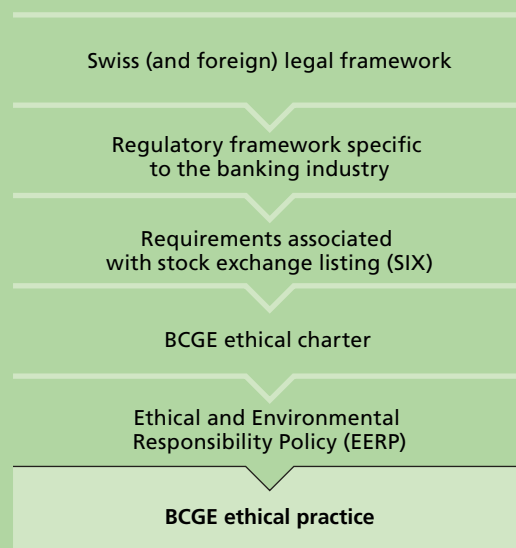 Swiss (and foreign) legal framework
Regulatory framework specific
to the banking industry
Requirements associated
with stock exchange listing (SIX)
BCGE ethical charter
Ethical and Environmental
Responsibility Policy (EERP)
BCGE ethical practice